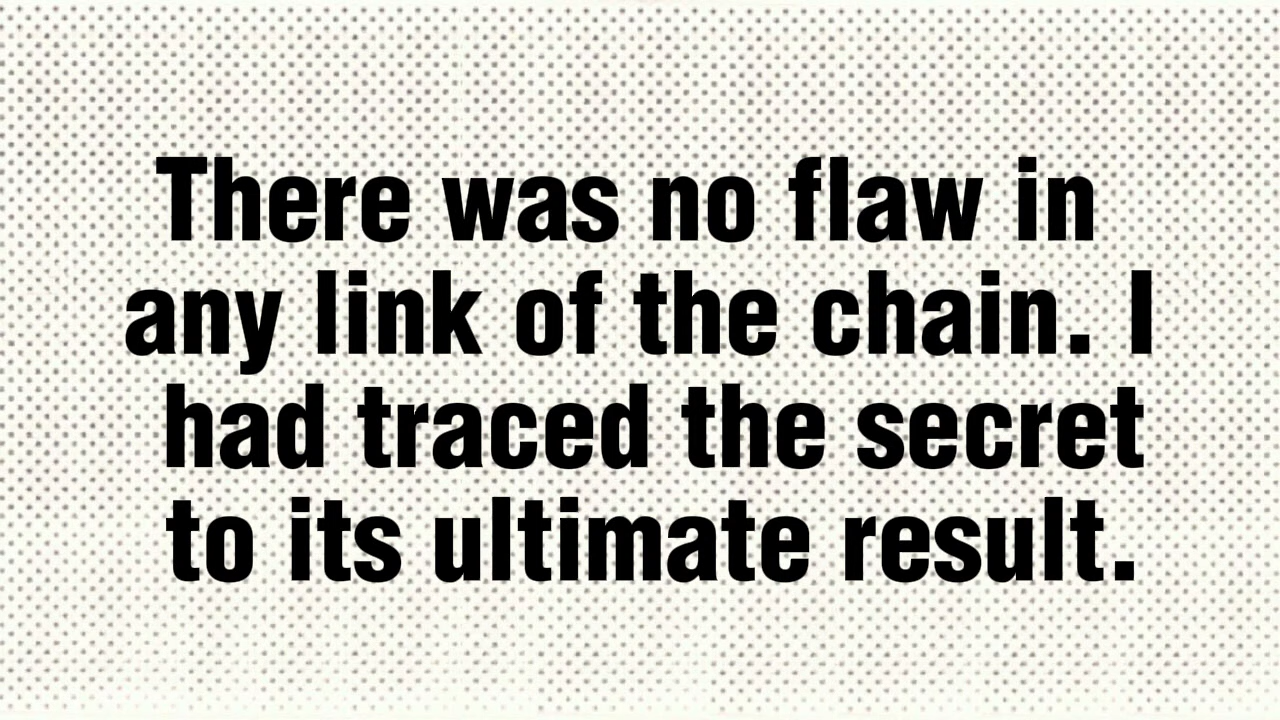 There was no flaw in
any link of the chain. I
had traced the secret
to its ultimate result.